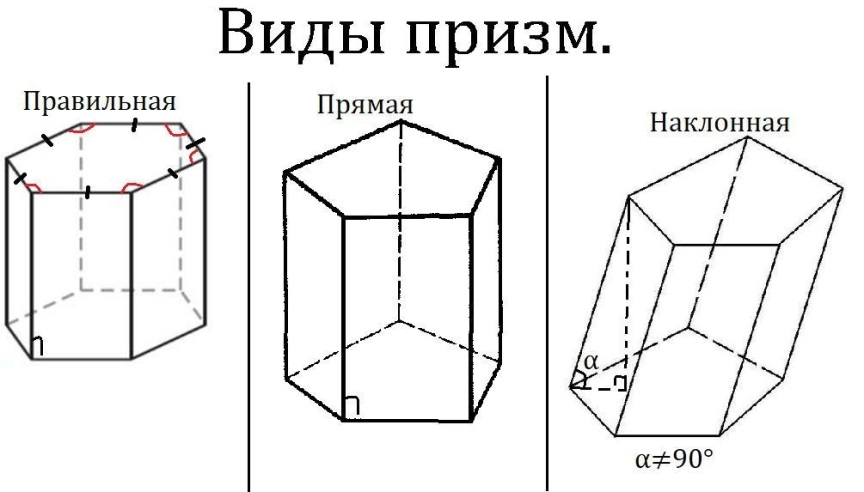 Виды призм.
Правильная
Прямая
Наклонная
α
α≠90°